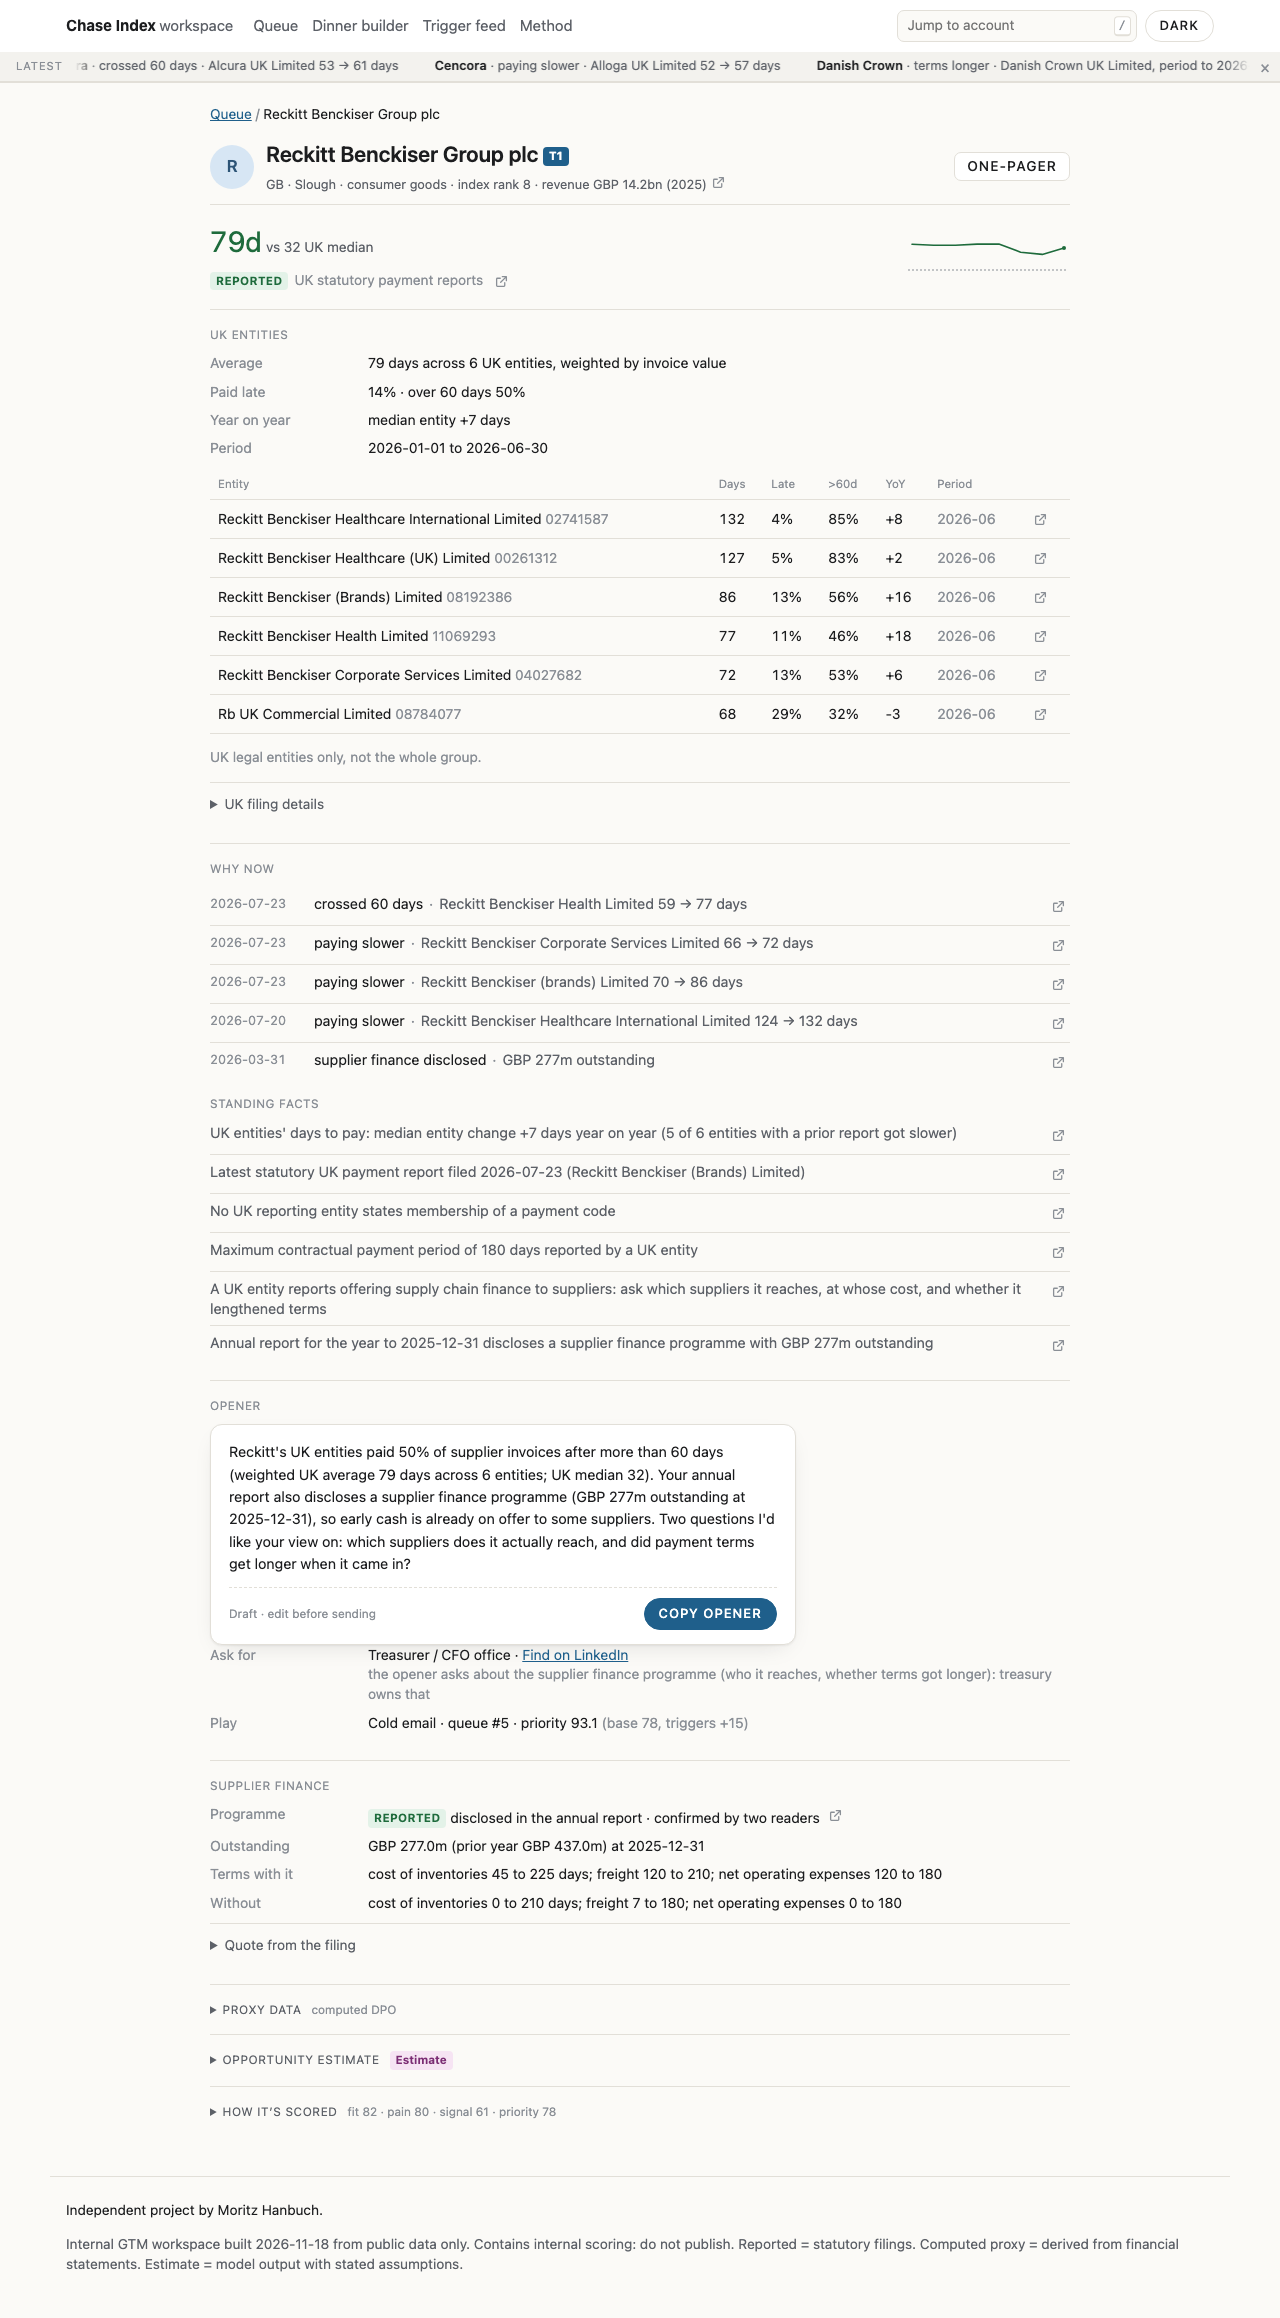 Chase Index workspace Queue Dinner builder Trigger feed Method Jump to account / DARK
LATEST ra · crossed 60 days · Alcura UK Limited 53 → 61 days Cencora · paying slower · Alloga UK Limited 52 → 57 days Danish Crown · terms longer · Danish Crown UK Limited, period to 2026 ×
Queue / Reckitt Benckiser Group plc
R Reckitt Benckiser Group plc T1 ONE-PAGER
GB · Slough · consumer goods · index rank 8 · revenue GBP 14.2bn (2025)
79d vs 32 UK median
REPORTED UK statutory payment reports
UK ENTITIES
Average 79 days across 6 UK entities, weighted by invoice value
Paid late 14% · over 60 days 50%
Year on year median entity +7 days
Period 2026-01-01 to 2026-06-30
Entity Days Late >60d YoY Period
Reckitt Benckiser Healthcare International Limited 02741587 132 4% 85% +8 2026-06
Reckitt Benckiser Healthcare (UK) Limited 00261312 127 5% 83% +2 2026-06
Reckitt Benckiser (Brands) Limited 08192386 86 13% 56% +16 2026-06
Reckitt Benckiser Health Limited 11069293 77 11% 46% +18 2026-06
Reckitt Benckiser Corporate Services Limited 04027682 72 13% 53% +6 2026-06
Rb UK Commercial Limited 08784077 68 29% 32% -3 2026-06
UK legal entities only, not the whole group.
▶ UK filing details
WHY NOW
2026-07-23 crossed 60 days · Reckitt Benckiser Health Limited 59 → 77 days
2026-07-23 paying slower · Reckitt Benckiser Corporate Services Limited 66 → 72 days
2026-07-23 paying slower · Reckitt Benckiser (brands) Limited 70 → 86 days
2026-07-20 paying slower · Reckitt Benckiser Healthcare International Limited 124 → 132 days
2026-03-31 supplier finance disclosed · GBP 277m outstanding
STANDING FACTS
UK entities' days to pay: median entity change +7 days year on year (5 of 6 entities with a prior report got slower)
Latest statutory UK payment report filed 2026-07-23 (Reckitt Benckiser (Brands) Limited)
No UK reporting entity states membership of a payment code
Maximum contractual payment period of 180 days reported by a UK entity
A UK entity reports offering supply chain finance to suppliers: ask which suppliers it reaches, at whose cost, and whether it
lengthened terms
Annual report for the year to 2025-12-31 discloses a supplier finance programme with GBP 277m outstanding
OPENER
Reckitt's UK entities paid 50% of supplier invoices after more than 60 days
(weighted UK average 79 days across 6 entities; UK median 32). Your annual
report also discloses a supplier finance programme (GBP 277m outstanding at
2025-12-31), so early cash is already on offer to some suppliers. Two questions I'd
like your view on: which suppliers does it actually reach, and did payment terms
get longer when it came in?
Draft · edit before sending COPY OPENER
Ask for Treasurer / CFO office · Find on LinkedIn
the opener asks about the supplier finance programme (who it reaches, whether terms got longer): treasury
owns that
Play Cold email · queue #5 · priority 93.1 (base 78, triggers +15)
SUPPLIER FINANCE
Programme REPORTED disclosed in the annual report · confirmed by two readers
Outstanding GBP 277.0m (prior year GBP 437.0m) at 2025-12-31
Terms with it cost of inventories 45 to 225 days; freight 120 to 210; net operating expenses 120 to 180
Without cost of inventories 0 to 210 days; freight 7 to 180; net operating expenses 0 to 180
▶ Quote from the filing
▶ PROXY DATA computed DPO
▶ OPPORTUNITY ESTIMATE Estimate
▶ HOW IT'S SCORED fit 82 · pain 80 · signal 61 · priority 78
Independent project by Moritz Hanbuch.
Internal GTM workspace built 2026-11-18 from public data only. Contains internal scoring: do not publish. Reported = statutory filings. Computed proxy = derived from financial
statements. Estimate = model output with stated assumptions.